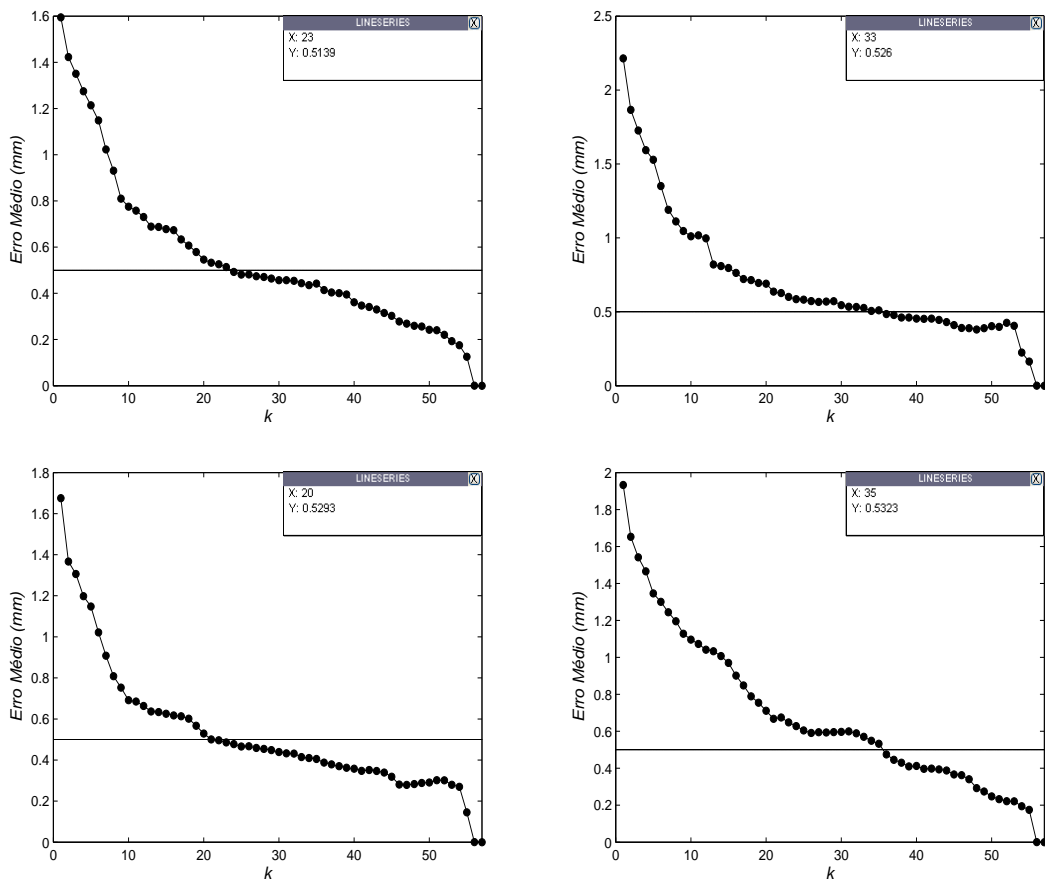 LINESERIES
X: 23
Y: 0.5139
1.6
1.4
1.2
1
0.8
0.6
0.4
0.2
0
Erro Médio (mm)
0 10 20 30 40 50
k
LINESERIES
X: 33
Y: 0.526
2.5
2
1.5
1
0.5
0
Erro Médio (mm)
0 10 20 30 40 50
k
LINESERIES
X: 20
Y: 0.5293
1.8
1.6
1.4
1.2
1
0.8
0.6
0.4
0.2
0
Erro Médio (mm)
0 10 20 30 40 50
k
LINESERIES
X: 35
Y: 0.5323
2
1.8
1.6
1.4
1.2
1
0.8
0.6
0.4
0.2
0
Erro Médio (mm)
0 10 20 30 40 50
k